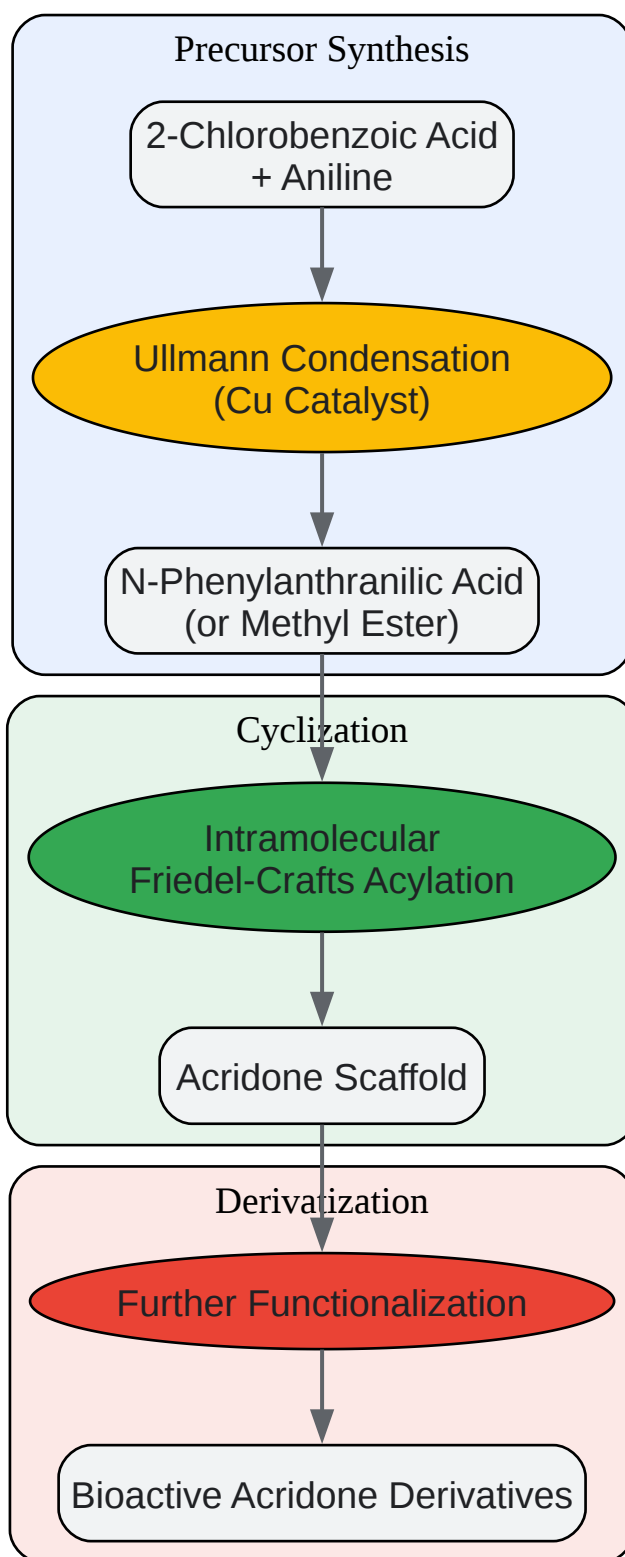 Precursor Synthesis
2-Chlorobenzoic Acid
+ Aniline
Ullmann Condensation
(Cu Catalyst)
N-Phenylanthranilic Acid
(or Methyl Ester)
Cyclization
Intramolecular
Friedel-Crafts Acylation
Acridone Scaffold
Derivatization
Further Functionalization
Bioactive Acridone Derivatives